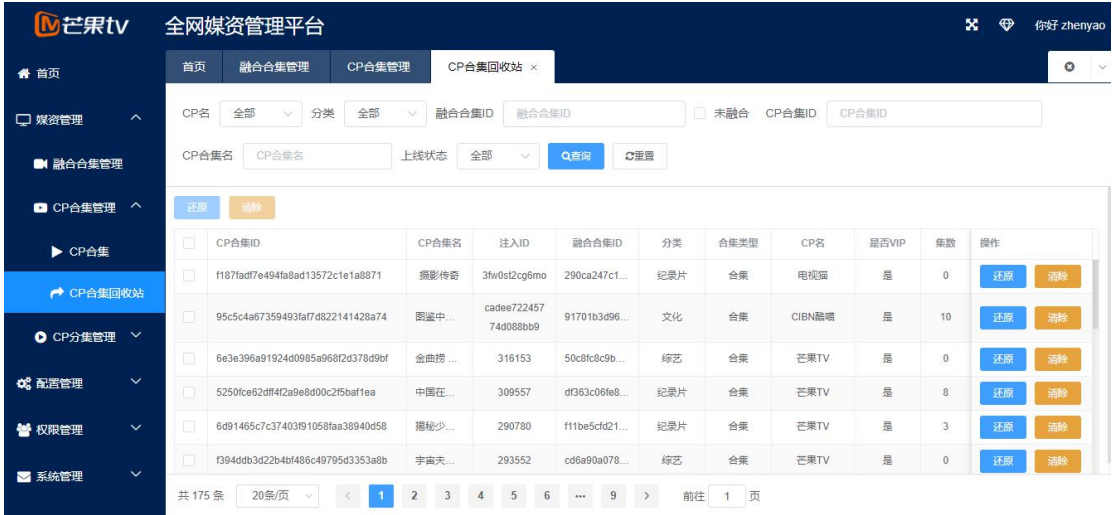 芒果tv 全网媒资管理平台 你好 zhenyao
首页 首页 融合合集管理 CP合集管理 CP合集回收站 ×
媒资管理 CP名 全部 分类 全部 融合合集ID 融合合集ID 未融合 CP合集ID CP合集ID
融合合集管理 CP合集名 CP合集名 上线状态 全部 查询 重置
CP合集管理 还原 清除
CP合集ID CP合集名 注入ID 融合合集ID 分类 合集类型 CP名 是否VIP 集数 操作
CP合集
f187fadf7e494fa8ad13572c1e1a8871 摄影传奇 3fw0st2cg6mo 290ca247c1... 纪录片 合集 电视猫 是 0 还原 清除
CP合集回收站
95c5c4a67359493faf7d822141428a74 图鉴中... cadee722457 91701b3d96... 文化 合集 CIBN酷喵 是 10 还原 清除
74d088bb9
CP分集管理
6e3e396a91924d0985a968f2d378d9bf 金曲捞 ... 316153 50c8fc8c9b... 综艺 合集 芒果TV 是 0 还原 清除
配置管理
5250fce62dff4f2a9e8d00c2f5baf1ea 中国在... 309557 df363c06fe8... 纪录片 合集 芒果TV 是 8 还原 清除
权限管理
6d91465c7c37403f91058faa38940d58 揭秘少... 290780 f11be5cfd21... 纪录片 合集 芒果TV 是 3 还原 清除
f394ddb3d22b4bf486c49795d3353a8b 宇宙夫... 293552 cd6a90a078... 综艺 合集 芒果TV 是 0 还原 清除
系统管理
共 175 条 20条/页 < 1 2 3 4 5 6 ... 9 > 前往 1 页